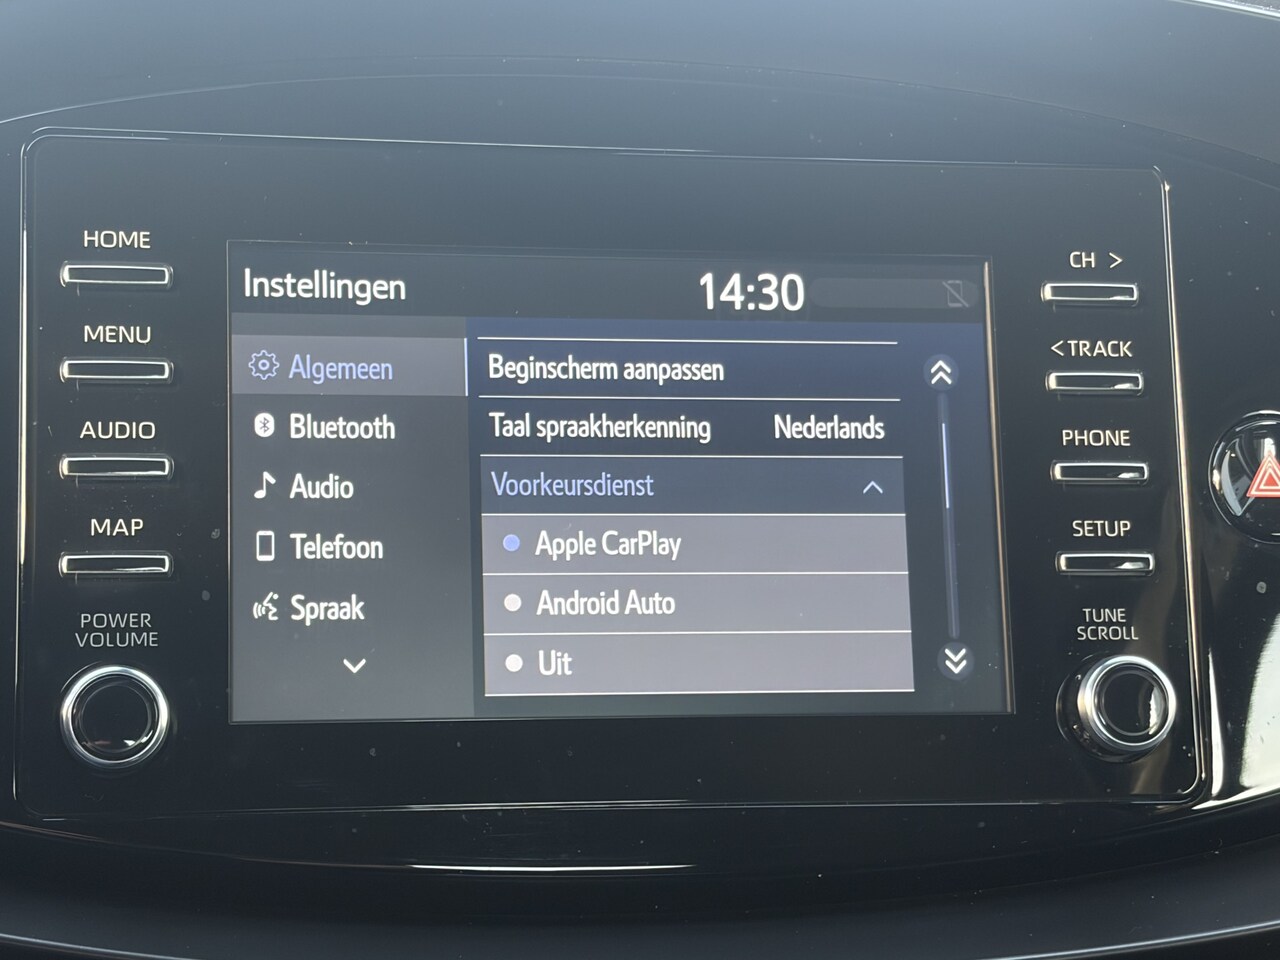 HOME
MENU
AUDIO
MAP
POWER
VOLUME
Instellingen
14:30
Algemeen
Bluetooth
Audio
Telefoon
Spraak
Beginscherm aanpassen
Taal spraakherkenning Nederlands
Voorkeursdienst
Apple CarPlay
Android Auto
Uit
CH >
<TRACK
PHONE
SETUP
TUNE
SCROLL